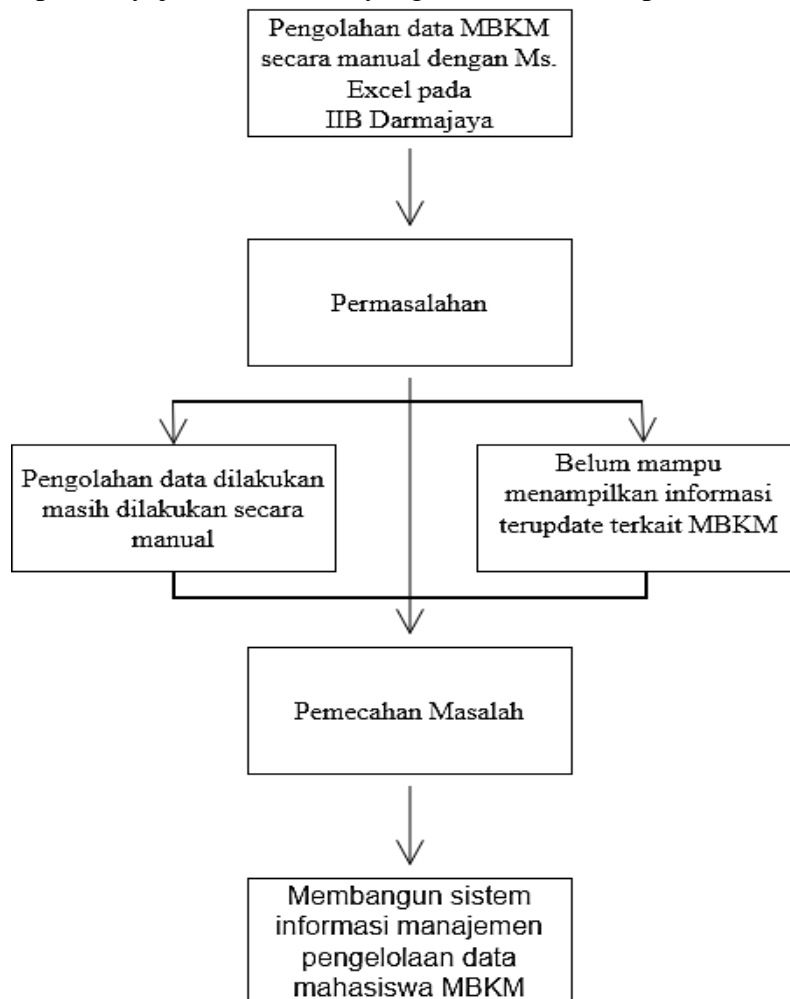 Pengolahan data MBKM
secara manual dengan Ms.
Excel pada
IIB Darmajaya
Permasalahan
Pengolahan data dilakukan
masih dilakukan secara
manual
Belum mampu
menampilkan informasi
terupdate terkait MBKM
Pemecahan Masalah
Membangun sistem
informasi manajemen
pengelolaan data
mahasiswa MBKM